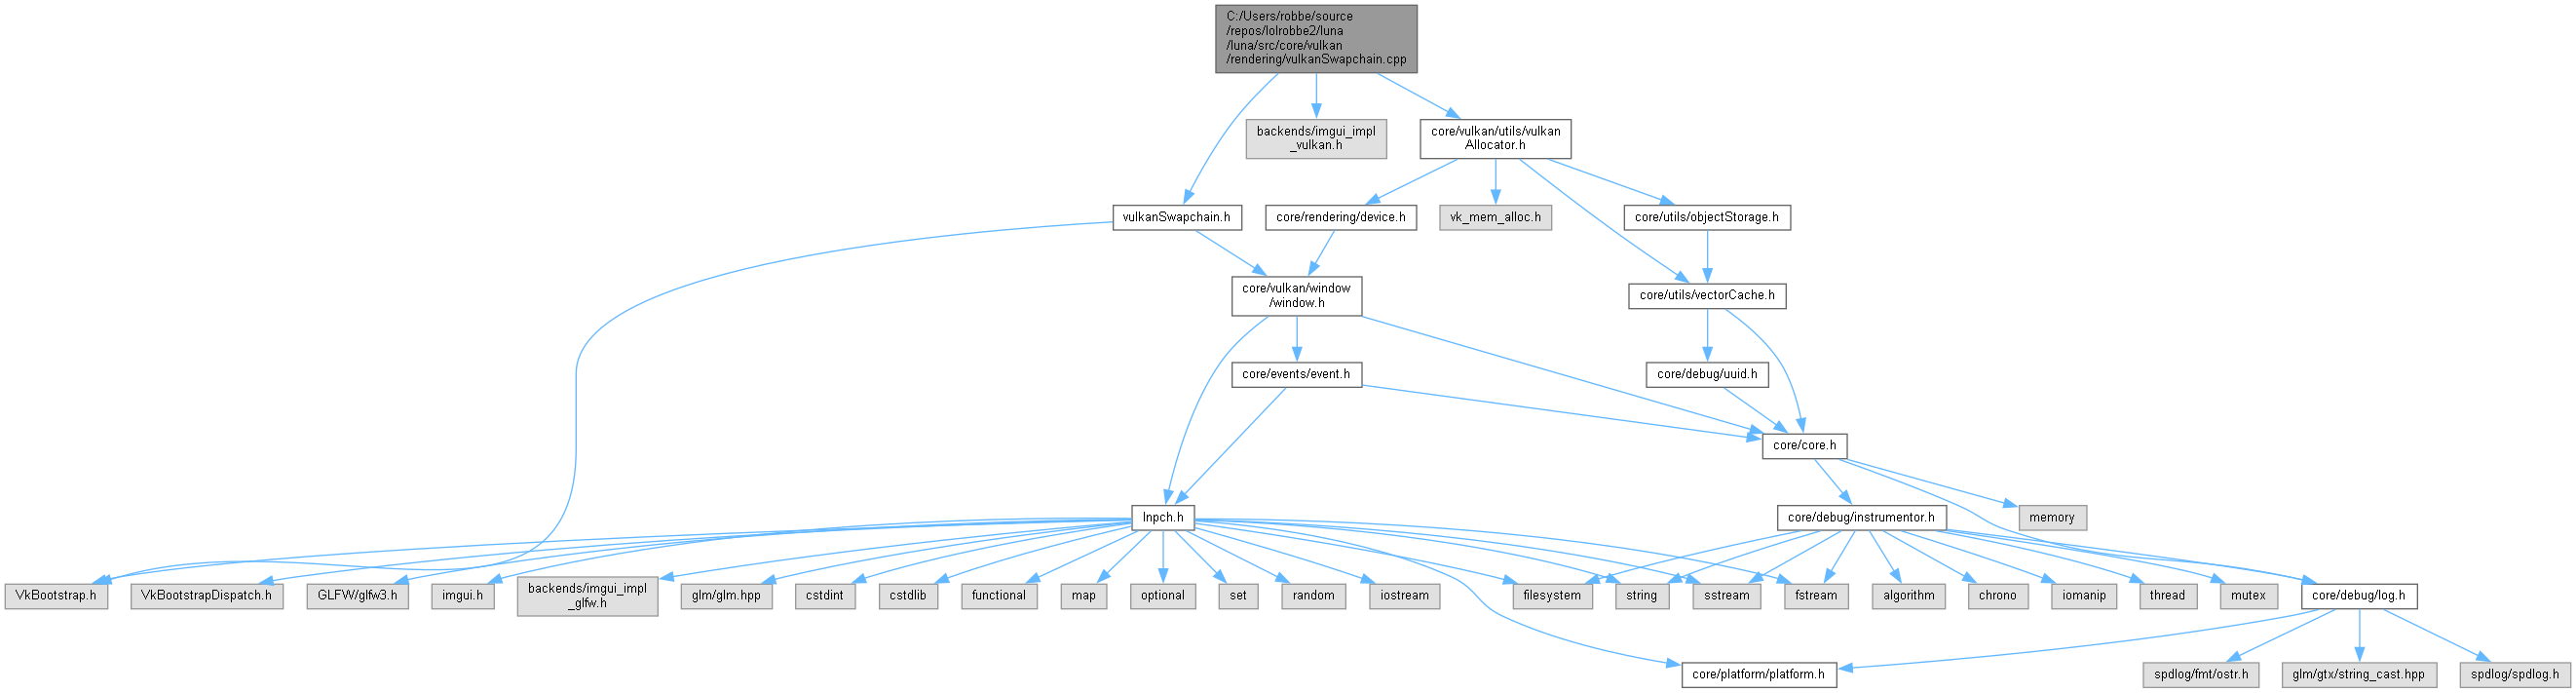 C:/Users/robbe/source
/repos/lolrobbe2/luna
/luna/src/core/vulkan
/rendering/vulkanSwapchain.cpp
backends/imgui_impl
_vulkan.h
core/vulkan/utils/vulkan
Allocator.h
vulkanSwapchain.h
core/rendering/device.h
vk_mem_alloc.h
core/utils/objectStorage.h
core/vulkan/window
/window.h
core/utils/vectorCache.h
core/events/event.h
core/debug/uuid.h
core/core.h
lnpch.h
core/debug/instrumentor.h
memory
VkBootstrap.h
VkBootstrapDispatch.h
GLFW/glfw3.h
imgui.h
backends/imgui_impl
_glfw.h
glm/glm.hpp
cstdint
cstdlib
functional
map
optional
set
random
iostream
filesystem
string
sstream
fstream
algorithm
chrono
iomanip
thread
mutex
core/debug/log.h
core/platform/platform.h
spdlog/fmt/ostr.h
glm/gtx/string_cast.hpp
spdlog/spdlog.h